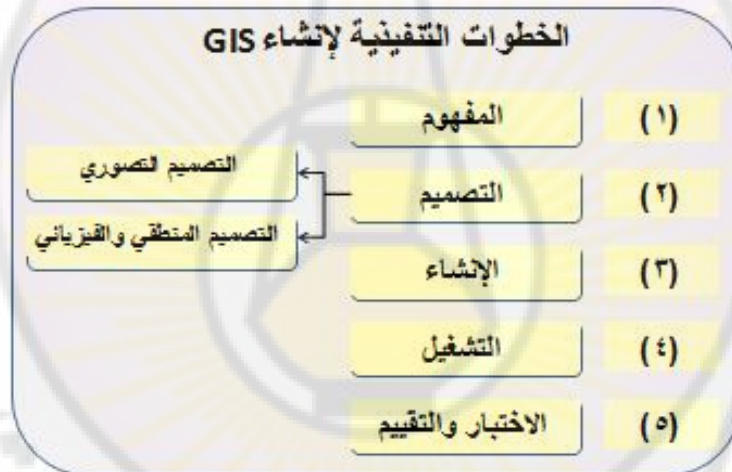 الخطوات التنفيذية لإنشاء GIS
(١) المفهوم
(٢) التصميم
التصميم التصوري
التصميم المنطقي والفيزيائي
(٣) الإنشاء
(٤) التشغيل
(٥) الاختبار والتقييم